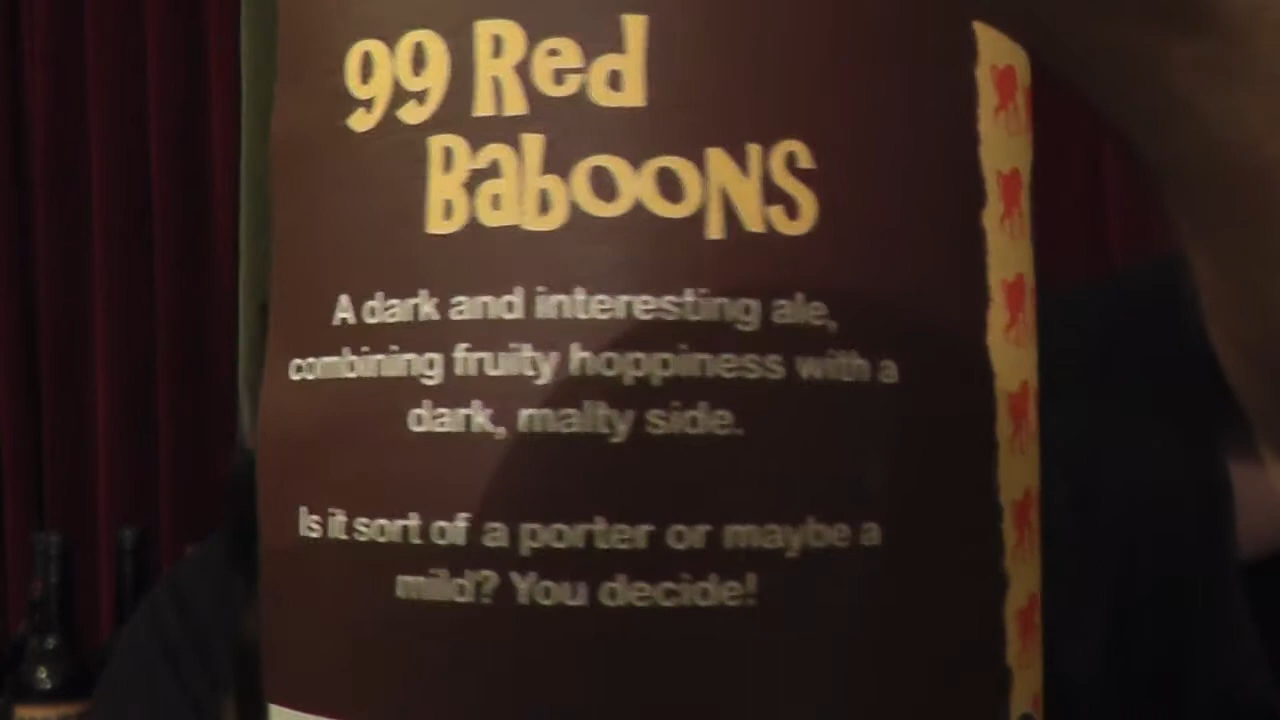 99 Red
Baboons
A dark and interesting ale,
combining fruity hoppiness with a
dark, malty side.
Is it sort of a porter or maybe a
mild? You decide!